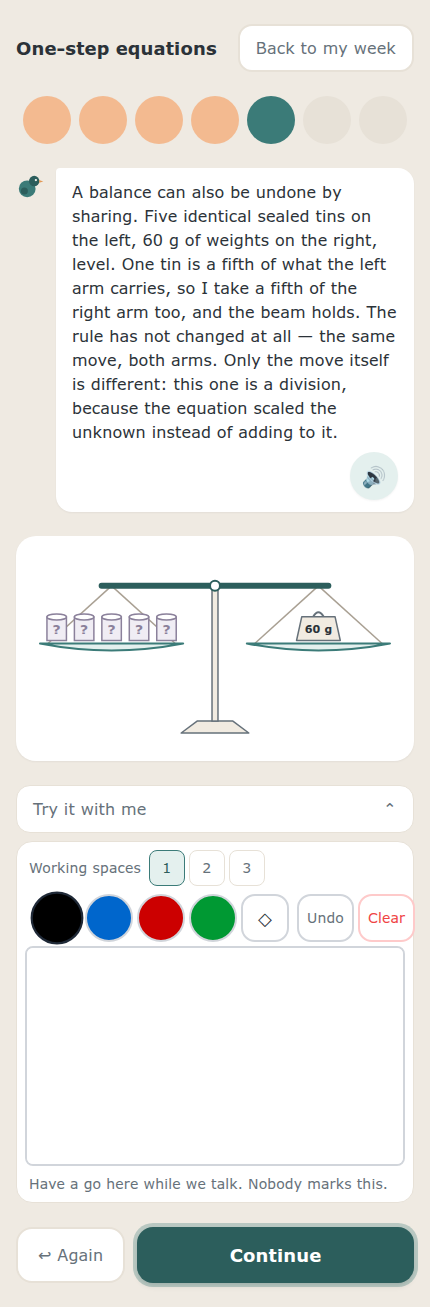 One-step equations
Back to my week
A balance can also be undone by
sharing. Five identical sealed tins on
the left, 60 g of weights on the right,
level. One tin is a fifth of what the left
arm carries, so I take a fifth of the
right arm too, and the beam holds. The
rule has not changed at all — the same
move, both arms. Only the move itself
is different: this one is a division,
because the equation scaled the
unknown instead of adding to it.
? ? ? ? ?
60 g
Try it with me
Working spaces 1 2 3
Undo Clear
Have a go here while we talk. Nobody marks this.
↩ Again
Continue